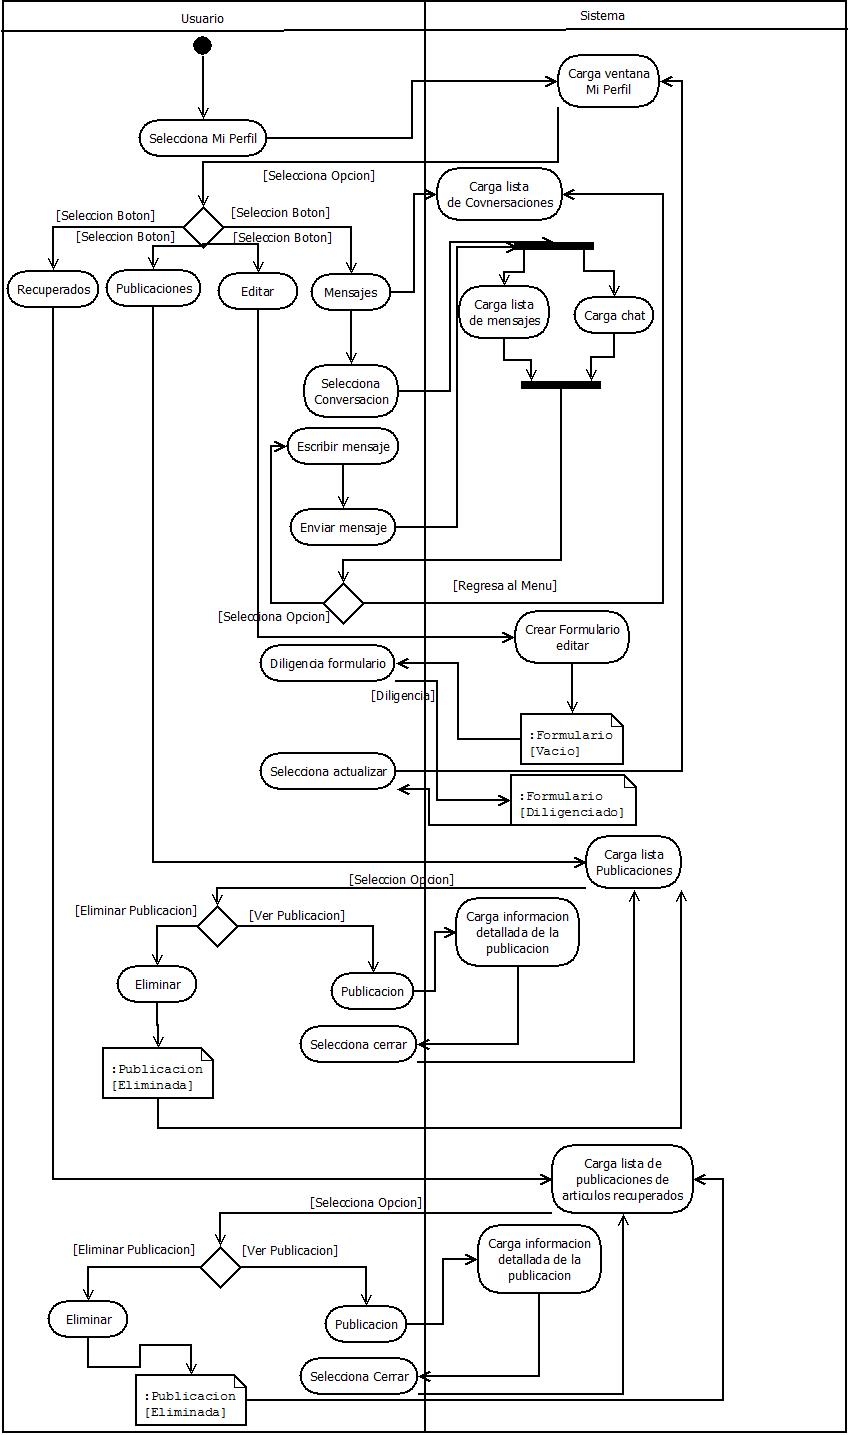 Usuario
Sistema
Carga ventana
Mi Perfil
Selecciona Mi Perfil
[Selecciona Opcion]
Carga lista
de Covnersaciones
[Seleccion Boton]
[Seleccion Boton]
[Seleccion Boton]
[Seleccion Boton]
Recuperados
Publicaciones
Editar
Mensajes
Carga lista
de mensajes
Carga chat
Selecciona
Conversacion
Escribir mensaje
Enviar mensaje
[Regresa al Menu]
[Selecciona Opcion]
Crear Formulario
editar
Diligencia formulario
[Diligencia]
:Formulario
[Vacio]
Selecciona actualizar
:Formulario
[Diligenciado]
Carga lista
Publicaciones
[Seleccion Opcion]
[Eliminar Publicacion]
[Ver Publicacion]
Carga informacion
detallada de la
publicacion
Eliminar
Publicacion
Selecciona cerrar
:Publicacion
[Eliminada]
Carga lista de
publicaciones de
articulos recuperados
[Selecciona Opcion]
[Eliminar Publicacion]
[Ver Publicacion]
Carga informacion
detallada de la
publicacion
Eliminar
Publicacion
Selecciona Cerrar
:Publicacion
[Eliminada]